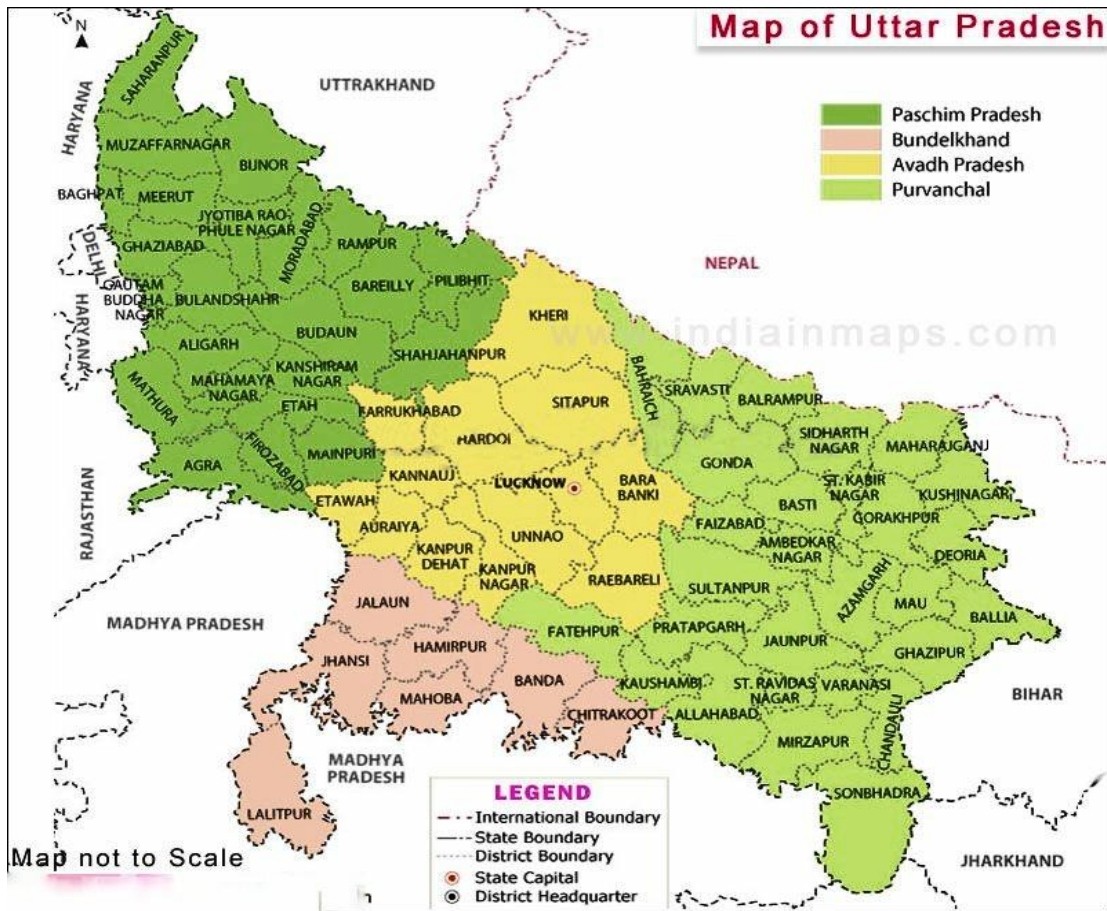 Map of Uttar Pradesh
N
UTTRAKHAND
HARYANA
SAHARANPUR
Paschim Pradesh
Bundelkhand
Avadh Pradesh
Purvanchal
MUZAFFARNAGAR
BIJNOR
BAGHPAT
MEERUT
JYOTIBA RAO-
PHULE NAGAR
MORADABAD
RAMPUR
DELHI
GHAZIABAD
NEPAL
GAUTAM
BUDDHA
NAGAR
BULANDSHAHR
BAREILLY
PILIBHIT
HARYANA
KHERI
www.indiainmaps.com
BUDAUN
ALIGARH
SHAHJAHANPUR
KANSHIRAM
NAGAR
MAHAMAYA
NAGAR
MATHURA
ETAH
BAHRAICH
SRAVASTI
BALRAMPUR
FARRUKHABAD
SITAPUR
HARDOI
SIDHARTH
NAGAR
MAHARAJGANJ
FIROZABAD
MAINPURI
AGRA
GONDA
KANNAUJ
LUCKNOW
BARA
BANKI
ST. KABIR
NAGAR
KUSHINAGAR
ETAWAH
BASTI
GORAKHPUR
RAJASTHAN
AURAIYA
UNNAO
FAIZABAD
AMBEDKAR
NAGAR
DEORIA
KANPUR
DEHAT
KANPUR
NAGAR
RAEBARELI
SULTANPUR
AZAMGARH
MAU
BALLIA
JALAUN
MADHYA PRADESH
FATEHPUR
PRATAPGARH
JAUNPUR
GHAZIPUR
HAMIRPUR
JHANSI
BANDA
KAUSHAMBI
ST. RAVIDAS
NAGAR
VARANASI
BIHAR
MAHOBA
CHITRAKOOT
ALLAHABAD
CHANDAULI
MIRZAPUR
MADHYA
PRADESH
SONBHADRA
LALITPUR
LEGEND
International Boundary
State Boundary
District Boundary
State Capital
District Headquarter
Map not to Scale
JHARKHAND